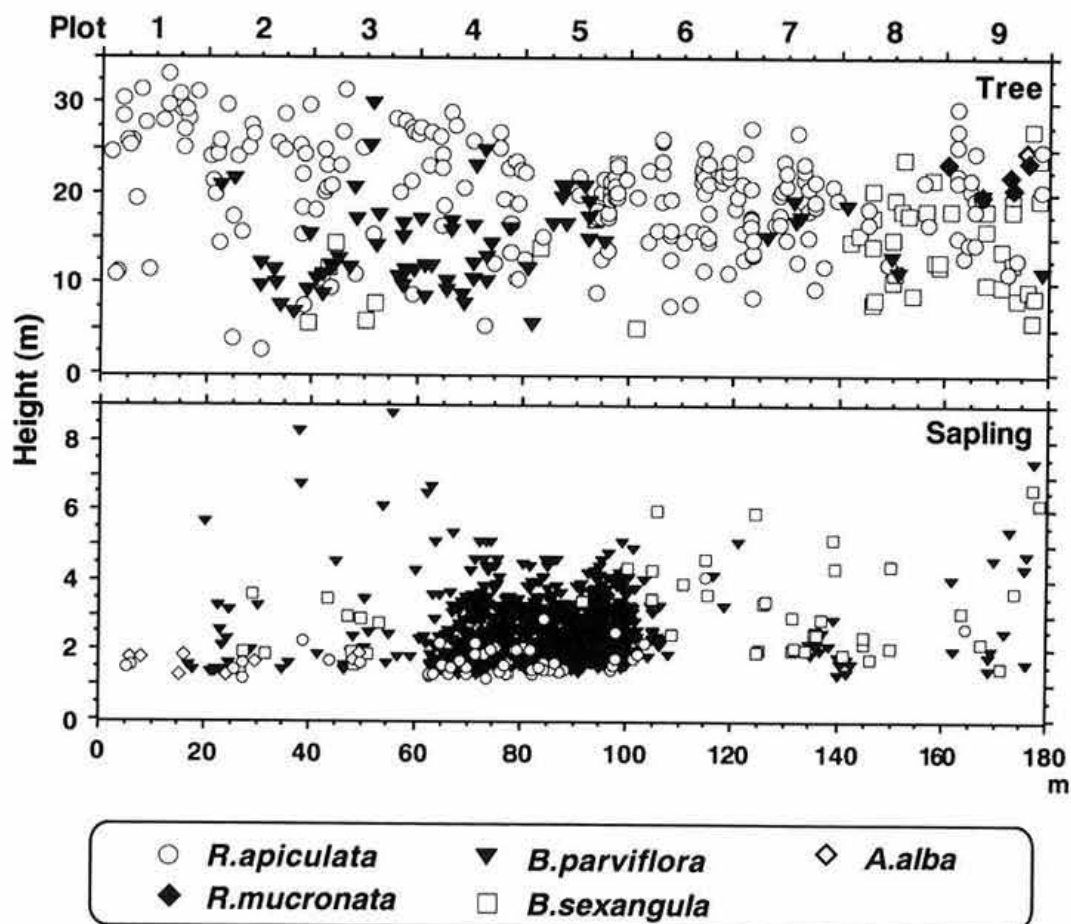 Plot 1 2 3 4 5 6 7 8 9
Tree
30
20
10
0
Height (m)
Sapling
8
6
4
2
0
0 20 40 60 80 100 120 140 160 180
m
R.apiculata B.parviflora A.alba
R.mucronata B.sexangula